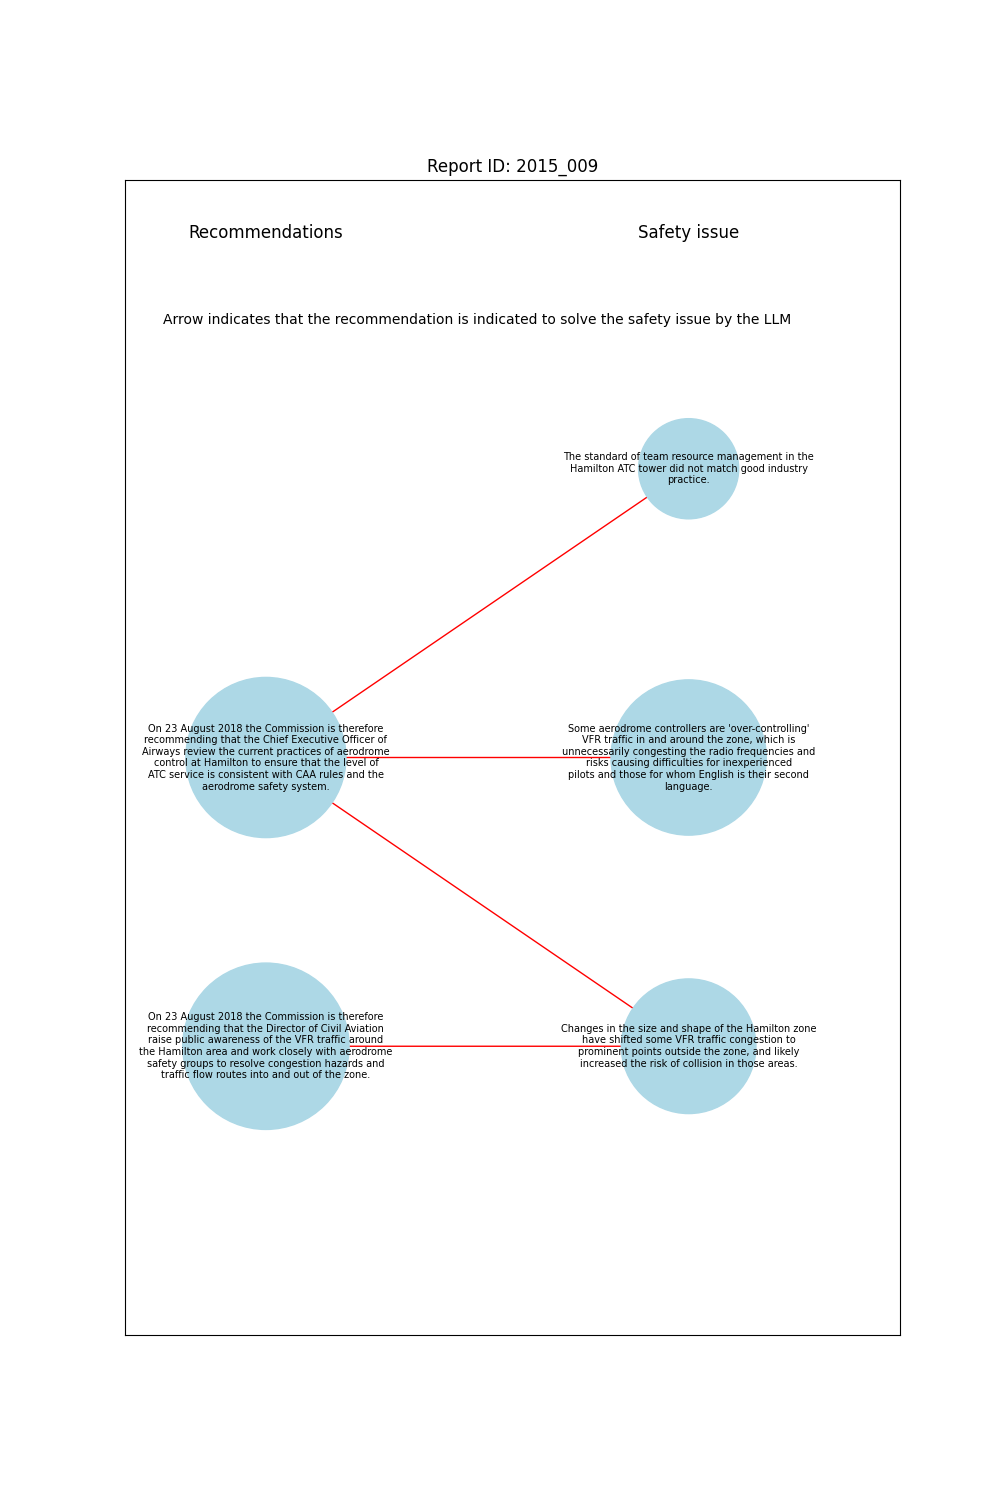 Report ID: 2015_009
Recommendations
Safety issue
Arrow indicates that the recommendation is indicated to solve the safety issue by the LLM
The standard of team resource management in the
Hamilton ATC tower did not match good industry
practice.
On 23 August 2018 the Commission is therefore
recommending that the Chief Executive Officer of
Airways review the current practices of aerodrome
control at Hamilton to ensure that the level of
ATC service is consistent with CAA rules and the
aerodrome safety system.
Some aerodrome controllers are 'over-controlling'
VFR traffic in and around the zone, which is
unnecessarily congesting the radio frequencies and
risks causing difficulties for inexperienced
pilots and those for whom English is their second
language.
On 23 August 2018 the Commission is therefore
recommending that the Director of Civil Aviation
raise public awareness of the VFR traffic around
the Hamilton area and work closely with aerodrome
safety groups to resolve congestion hazards and
traffic flow routes into and out of the zone.
Changes in the size and shape of the Hamilton zone
have shifted some VFR traffic congestion to
prominent points outside the zone, and likely
increased the risk of collision in those areas.